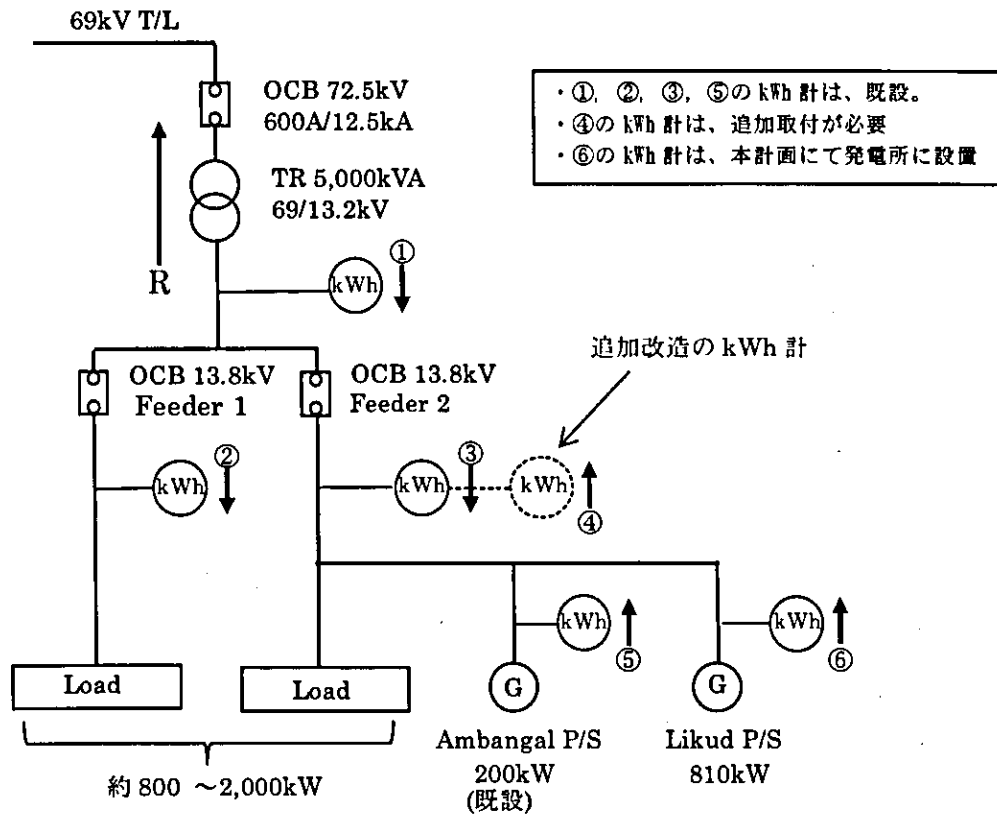 69kV T/L
OCB 72.5kV
600A/12.5kA
・①, ②, ③, ⑤の kWh 計は、既設。
・④の kWh 計は、追加取付が必要
・⑥の kWh 計は、本計画にて発電所に設置
TR 5,000kVA
69/13.2kV
R
①
kWh
追加改造の kWh 計
OCB 13.8kV
Feeder 1
OCB 13.8kV
Feeder 2
②
kWh
③
kWh
kWh
④
kWh
⑤
kWh
⑥
Load
Load
G
G
約 800 ～2,000kW
Ambangal P/S
200kW
(既設)
Likud P/S
810kW